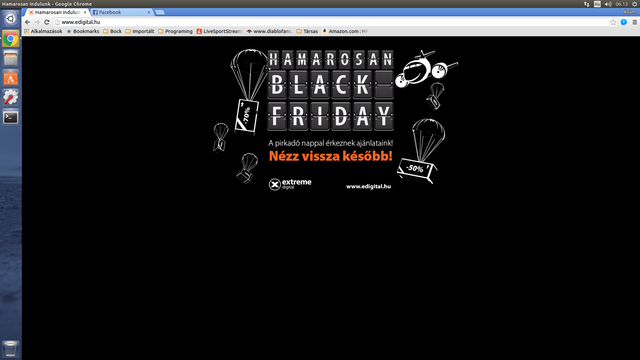 Hamarosan indulunk - Google Chrome
06.13
Hamarosan indulunk
Facebook
www.edigital.hu
Alkalmazások
Bookmarks
Bock
Importált
Programing
LiveSportStream
www.diablofans
Társas
Amazon.com: HP
HAMAROSAN
BLACK
FRIDAY
-70%
A pirkadó nappal érkeznek ajánlataink!
Nézz vissza később!
-50%
extreme
digital
www.edigital.hu